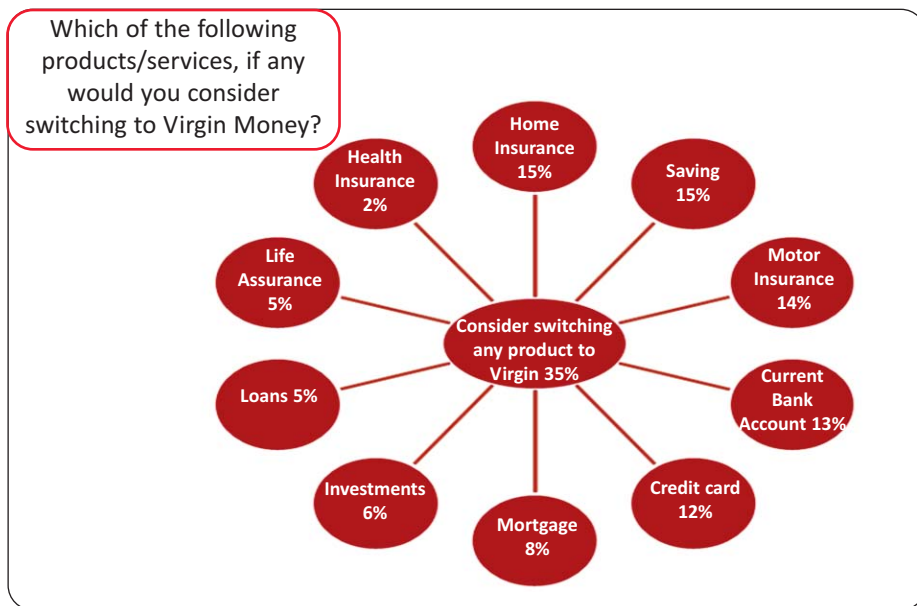 Which of the following
products/services, if any
would you consider
switching to Virgin Money?
Home
Insurance
15%
Saving
15%
Motor
Insurance
14%
Current
Bank
Account 13%
Credit card
12%
Mortgage
8%
Investments
6%
Loans 5%
Life
Assurance
5%
Health
Insurance
2%
Consider switching
any product to
Virgin 35%